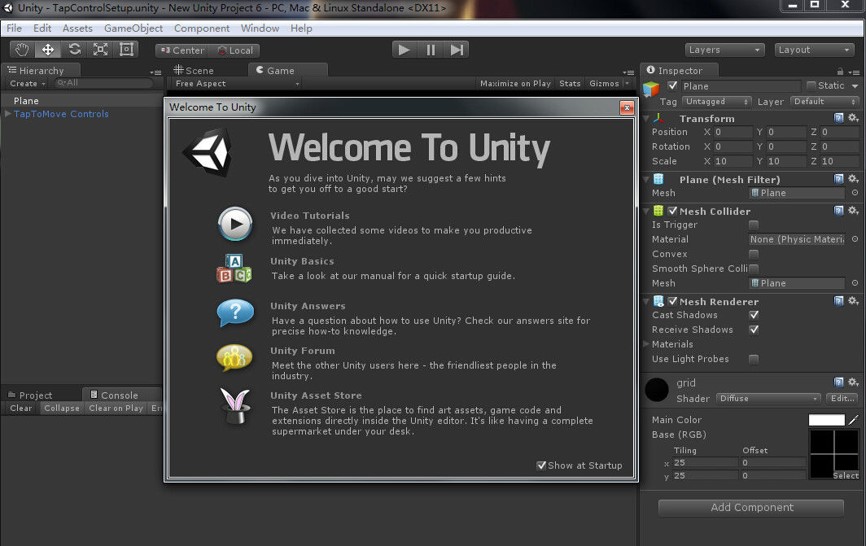 Unity - TapControlSetup.unity - New Unity Project 6 - PC, Mac & Linux Standalone <DX11>
File Edit Assets GameObject Component Window Help
Center Local Layers Layout
Hierarchy
Create All
Plane
TapToMove Controls
Scene Game
Free Aspect Maximize on Play Stats Gizmos
Welcome To Unity
Welcome To Unity
As you dive into Unity, may we suggest a few hints
to get you off to a good start?
Video Tutorials
We have collected some videos to make you productive
immediately.
Unity Basics
Take a look at our manual for a quick startup guide.
Unity Answers
Have a question about how to use Unity? Check our answers site for
precise how-to knowledge.
Unity Forum
Meet the other Unity users here - the friendliest people in the
industry.
Unity Asset Store
The Asset Store is the place to find art assets, game code and
extensions directly inside the Unity editor. It's like having a complete
supermarket under your desk.
Show at Startup
Project Console
Clear Collapse Clear on Play
Inspector
Plane Static
Tag Untagged Layer Default
Transform
Position X 0 Y 0 Z 0
Rotation X 0 Y 0 Z 0
Scale X 10 Y 10 Z 10
Plane (Mesh Filter)
Mesh Plane
Mesh Collider
Is Trigger
Material None (Physic Materi
Convex
Smooth Sphere Colli
Mesh Plane
Mesh Renderer
Cast Shadows
Receive Shadows
Materials
Use Light Probes
grid
Shader Diffuse Edit...
Main Color
Base (RGB)
Tiling Offset
x 25 0
y 25 0
Select
Add Component